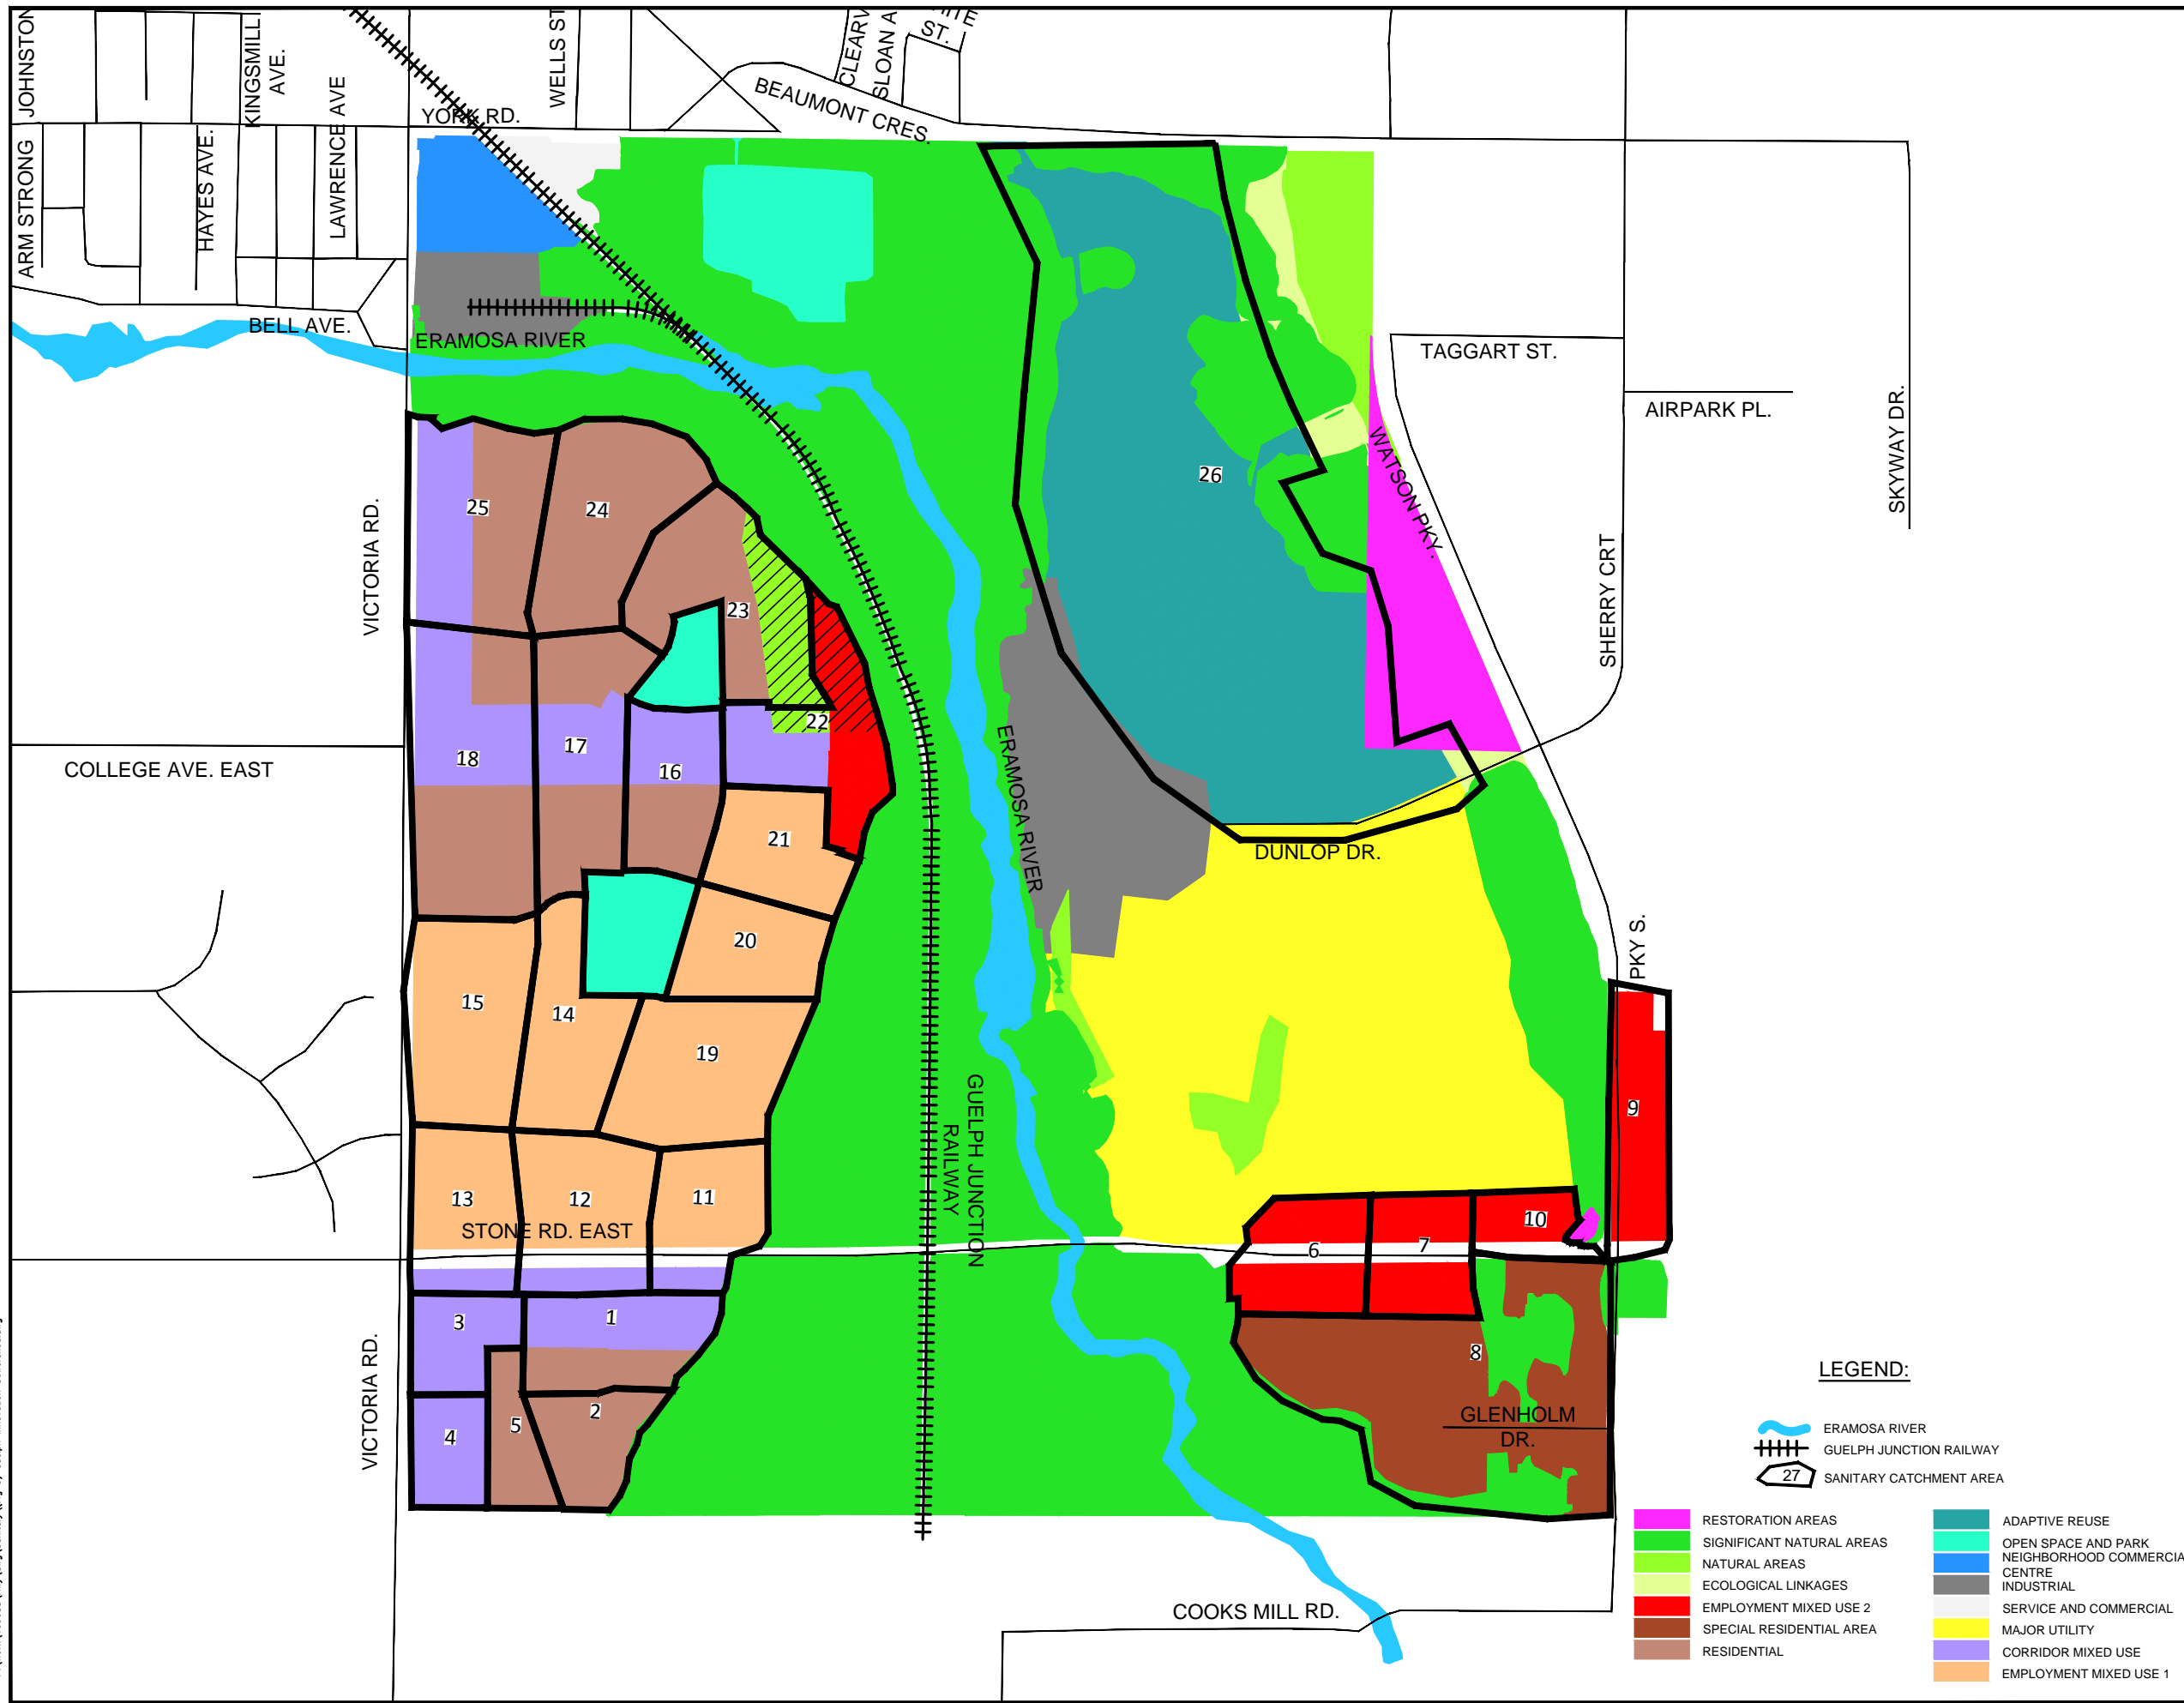 JOHNSTON
KINGSMILL
AVE.
LAWRENCE AVE
WELLS ST
CLEARV
SLOAN A
ST.
BEAUMONT CRES.
YORK RD.
ARM STRONG
HAYES AVE.
BELL AVE.
ERAMOSA RIVER
TAGGART ST.
AIRPARK PL.
SKYWAY DR.
WATSON PKY.
SHERRY CRT
VICTORIA RD.
25
24
26
23
22
18
17
16
COLLEGE AVE. EAST
ERAMOSA RIVER
21
DUNLOP DR.
20
PKY S.
15
14
19
GUELPH JUNCTION
RAILWAY
9
13
12
11
STONE RD. EAST
10
6
7
3
1
8
VICTORIA RD.
4
5
2
GLENHOLM
DR.
COOKS MILL RD.
LEGEND:
ERAMOSA RIVER
GUELPH JUNCTION RAILWAY
27
SANITARY CATCHMENT AREA
RESTORATION AREAS
SIGNIFICANT NATURAL AREAS
NATURAL AREAS
ECOLOGICAL LINKAGES
EMPLOYMENT MIXED USE 2
SPECIAL RESIDENTIAL AREA
RESIDENTIAL
ADAPTIVE REUSE
OPEN SPACE AND PARK
NEIGHBORHOOD COMMERCIA
CENTRE
INDUSTRIAL
SERVICE AND COMMERCIAL
MAJOR UTILITY
CORRIDOR MIXED USE
EMPLOYMENT MIXED USE 1